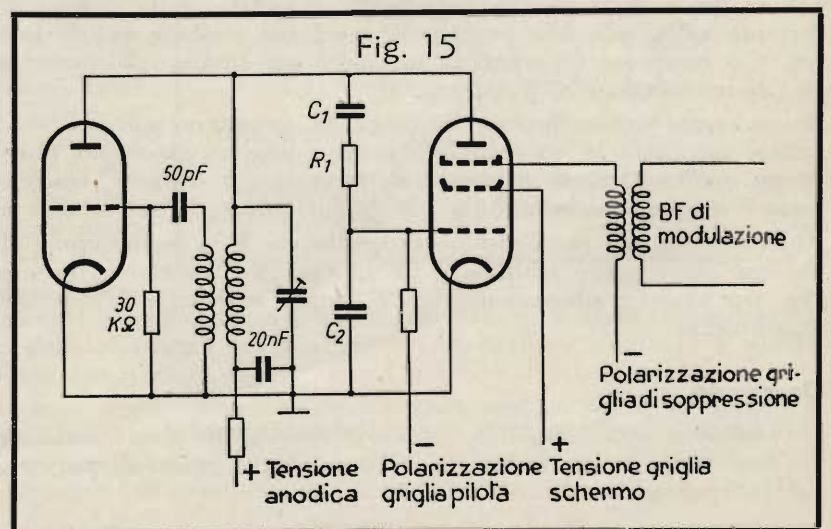 Fig. 15
C1
R1
50pF
BF di
modulazione
30
KΩ
20nF
C2
−
Polarizzazione gri-
glia di soppressione
+ Tensione
anodica
−
Polarizzazione
griglia pilota
+
Tensione griglia
schermo